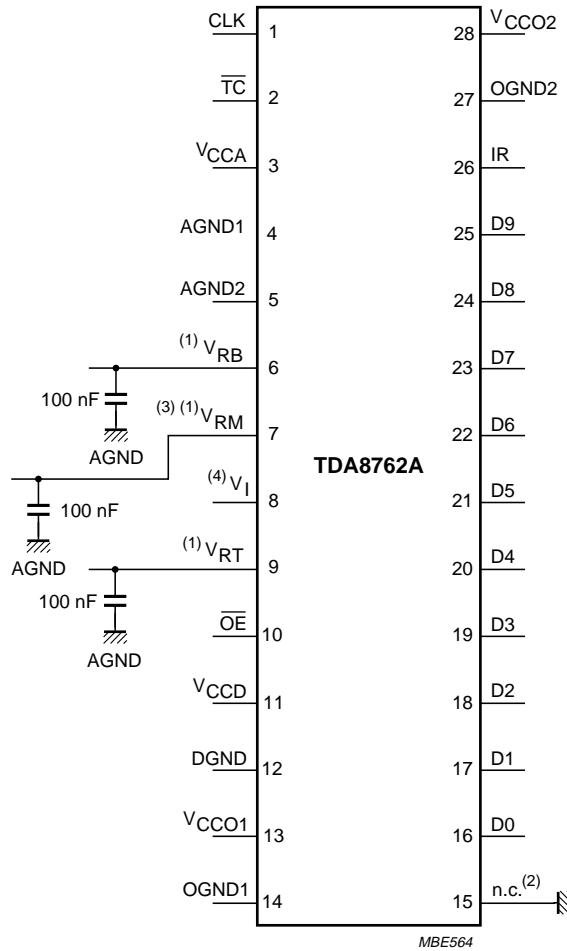 CLK 1
TC 2
VCCA 3
AGND1 4
AGND2 5
(1) VRB 6
100 nF
AGND
(3) (1) VRM 7
100 nF
AGND
(4) VI 8
(1) VRT 9
100 nF
AGND
OE 10
VCCD 11
DGND 12
VCCO1 13
OGND1 14
TDA8762A
28 VCCO2
27 OGND2
26 IR
25 D9
24 D8
23 D7
22 D6
21 D5
20 D4
19 D3
18 D2
17 D1
16 D0
15 n.c.(2)
MBE564